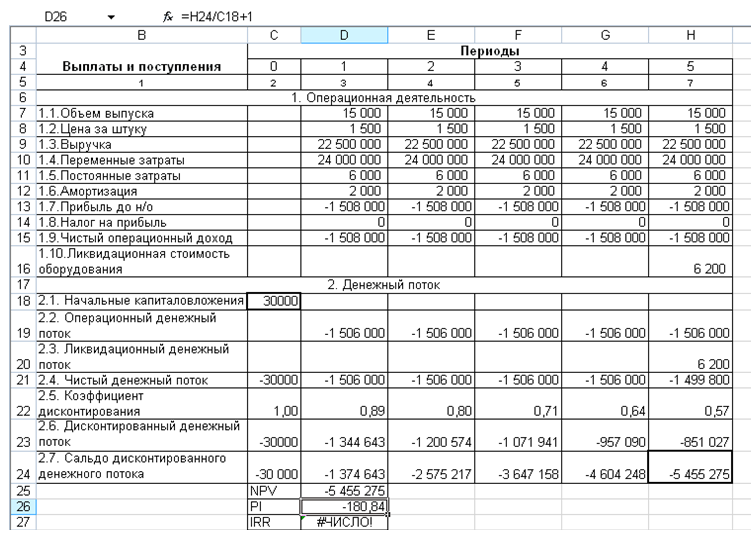 D26 fx =H24/C18+1
B C D E F G H
3 Периоды
4 Выплаты и поступления 0 1 2 3 4 5
5 1 2 3 4 5 6 7
6 1. Операционная деятельность
7 1.1.Объем выпуска 15 000 15 000 15 000 15 000 15 000
8 1.2.Цена за штуку 1 500 1 500 1 500 1 500 1 500
9 1.3.Выручка 22 500 000 22 500 000 22 500 000 22 500 000 22 500 000
10 1.4.Переменные затраты 24 000 000 24 000 000 24 000 000 24 000 000 24 000 000
11 1.5.Постоянные затраты 6 000 6 000 6 000 6 000 6 000
12 1.6.Амортизация 2 000 2 000 2 000 2 000 2 000
13 1.7.Прибыль до н/о -1 508 000 -1 508 000 -1 508 000 -1 508 000 -1 508 000
14 1.8.Налог на прибыль 0 0 0 0 0
15 1.9.Чистый операционный доход -1 508 000 -1 508 000 -1 508 000 -1 508 000 -1 508 000
1.10.Ликвидационная стоимость
16 оборудования 6 200
17 2. Денежный поток
18 2.1. Начальные капиталовложения 30000
2.2. Операционный денежный
19 поток -1 506 000 -1 506 000 -1 506 000 -1 506 000 -1 506 000
2.3. Ликвидационный денежный
20 поток 6 200
21 2.4. Чистый денежный поток -30000 -1 506 000 -1 506 000 -1 506 000 -1 506 000 -1 499 800
2.5. Коэффициент
22 дисконтирования 1,00 0,89 0,80 0,71 0,64 0,57
2.6. Дисконтированный денежный
23 поток -30000 -1 344 643 -1 200 574 -1 071 941 -957 090 -851 027
2.7. Сальдо дисконтированного
24 денежного потока -30 000 -1 374 643 -2 575 217 -3 647 158 -4 604 248 -5 455 275
25 NPV -5 455 275
26 PI -180,84
27 IRR #ЧИСЛО!